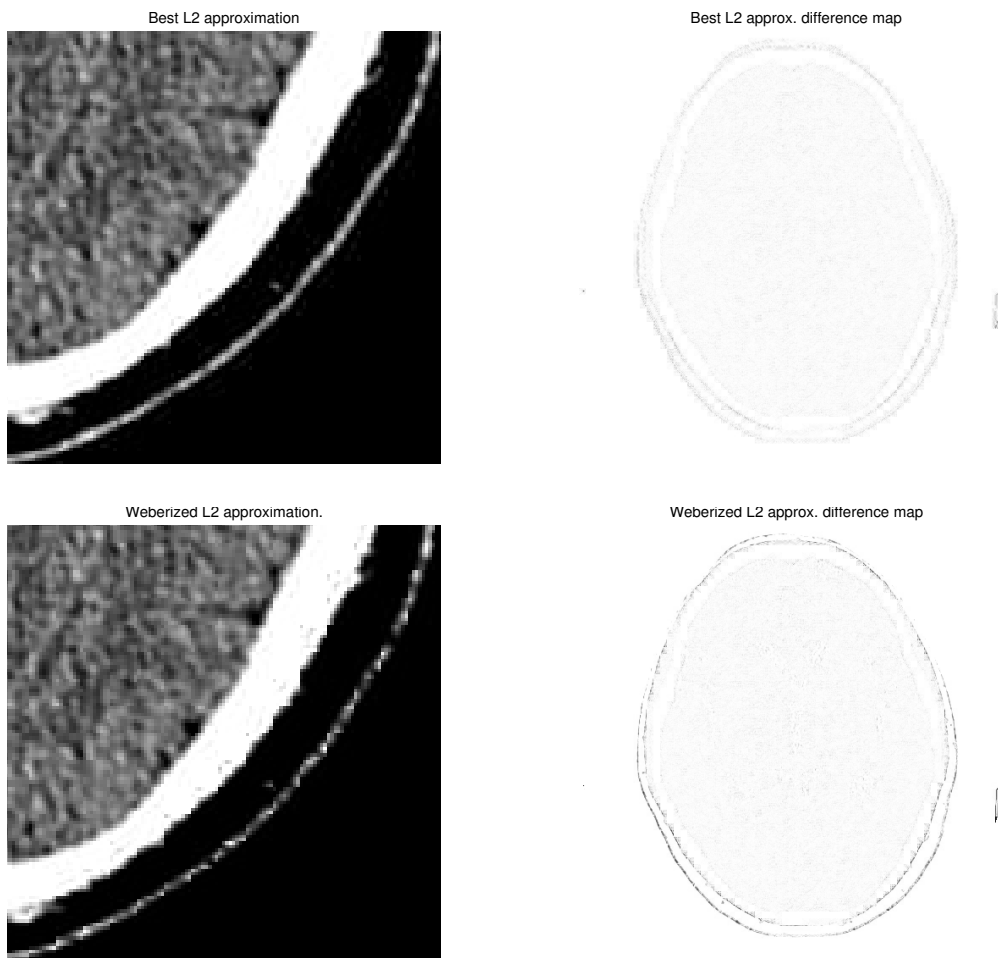 Best L2 approximation
Best L2 approx. difference map
Weberized L2 approximation.
Weberized L2 approx. difference map